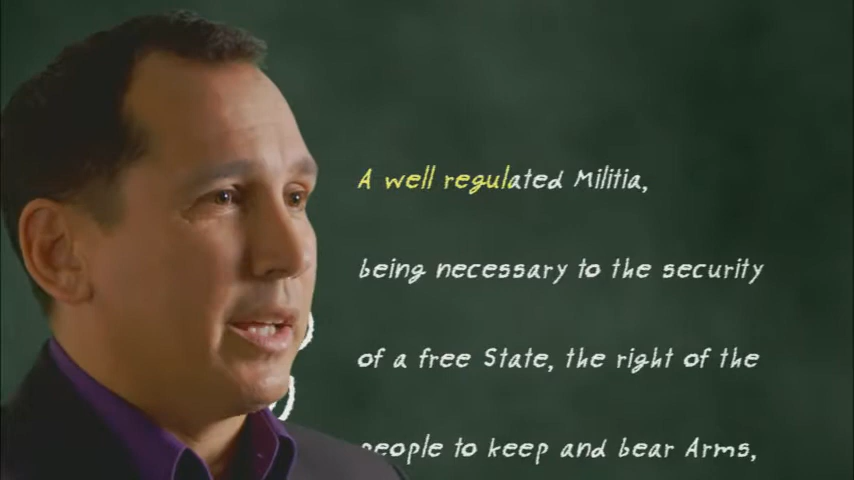 A well regulated Militia,
being necessary to the security
of a free State, the right of the
people to keep and bear Arms,